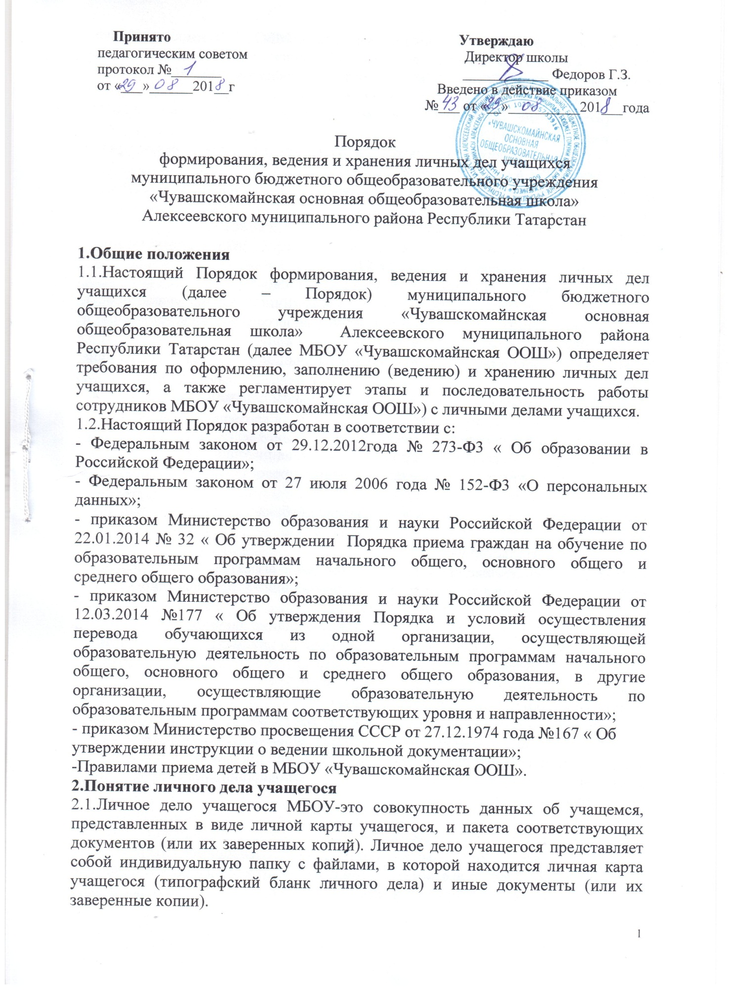 Принято
педагогическим советом
протокол №___1____
от «29»__08__2018_г
Утверждаю
Директор школы
____________ Федоров Г.З.
Введено в действие приказом
№_43_ от «29»__08______2018__года
«ЧУВАШСКОМАЙНСКАЯ
ОСНОВНАЯ
ОБЩЕОБРАЗОВАТЕЛЬНАЯ
Порядок
формирования, ведения и хранения личных дел учащихся
муниципального бюджетного общеобразовательного учреждения
«Чувашскомайнская основная общеобразовательная школа»
Алексеевского муниципального района Республики Татарстан
1.Общие положения
1.1.Настоящий Порядок формирования, ведения и хранения личных дел
учащихся (далее – Порядок) муниципального бюджетного
общеобразовательного учреждения «Чувашскомайнская основная
общеобразовательная школа» Алексеевского муниципального района
Республики Татарстан (далее МБОУ «Чувашскомайнская ООШ») определяет
требования по оформлению, заполнению (ведению) и хранению личных дел
учащихся, а также регламентирует этапы и последовательность работы
сотрудников МБОУ «Чувашскомайнская ООШ») с личными делами учащихся.
1.2.Настоящий Порядок разработан в соответствии с:
- Федеральным законом от 29.12.2012года № 273-ФЗ « Об образовании в
Российской Федерации»;
- Федеральным законом от 27 июля 2006 года № 152-ФЗ «О персональных
данных»;
- приказом Министерство образования и науки Российской Федерации от
22.01.2014 № 32 « Об утверждении Порядка приема граждан на обучение по
образовательным программам начального общего, основного общего и
среднего общего образования»;
- приказом Министерство образования и науки Российской Федерации от
12.03.2014 №177 « Об утверждения Порядка и условий осуществления
перевода обучающихся из одной организации, осуществляющей
образовательную деятельность по образовательным программам начального
общего, основного общего и среднего общего образования, в другие
организации, осуществляющие образовательную деятельность по
образовательным программам соответствующих уровня и направленности»;
- приказом Министерство просвещения СССР от 27.12.1974 года №167 « Об
утверждении инструкции о ведении школьной документации»;
-Правилами приема детей в МБОУ «Чувашскомайнская ООШ».
2.Понятие личного дела учащегося
2.1.Личное дело учащегося МБОУ-это совокупность данных об учащемся,
представленных в виде личной карты учащегося, и пакета соответствующих
документов (или их заверенных копий). Личное дело учащегося представляет
собой индивидуальную папку с файлами, в которой находится личная карта
учащегося (типографский бланк личного дела) и иные документы (или их
заверенные копии).
1